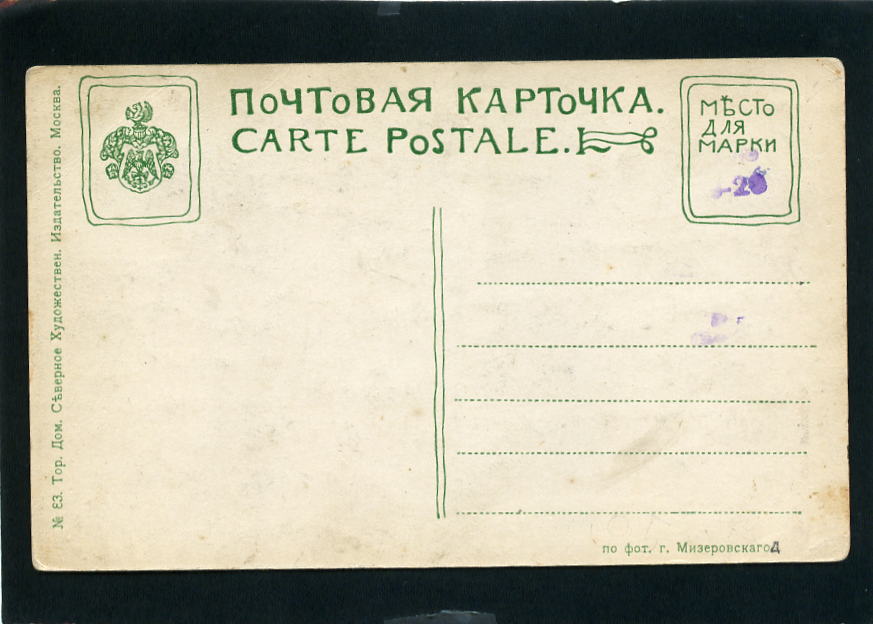 ПОЧТОВАЯ КАРТОЧКА.
CARTE POSTALE.
МѢСТО
ДЛЯ
МАРКИ
№ 83. Тор. Дом. Сѣверное Художествен. Издательство. Москва.
по фот. г. Мизеровскаго